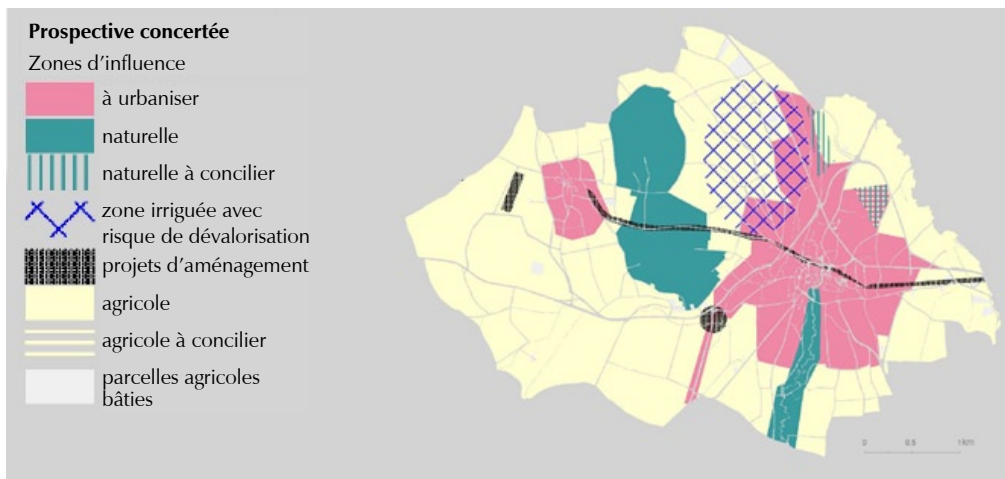 Prospective concertée
Zones d’influence
à urbaniser
naturelle
naturelle à concilier
zone irriguée avec
risque de dévalorisation
projets d’aménagement
agricole
agricole à concilier
parcelles agricoles
bâties
0 0.5 1 km